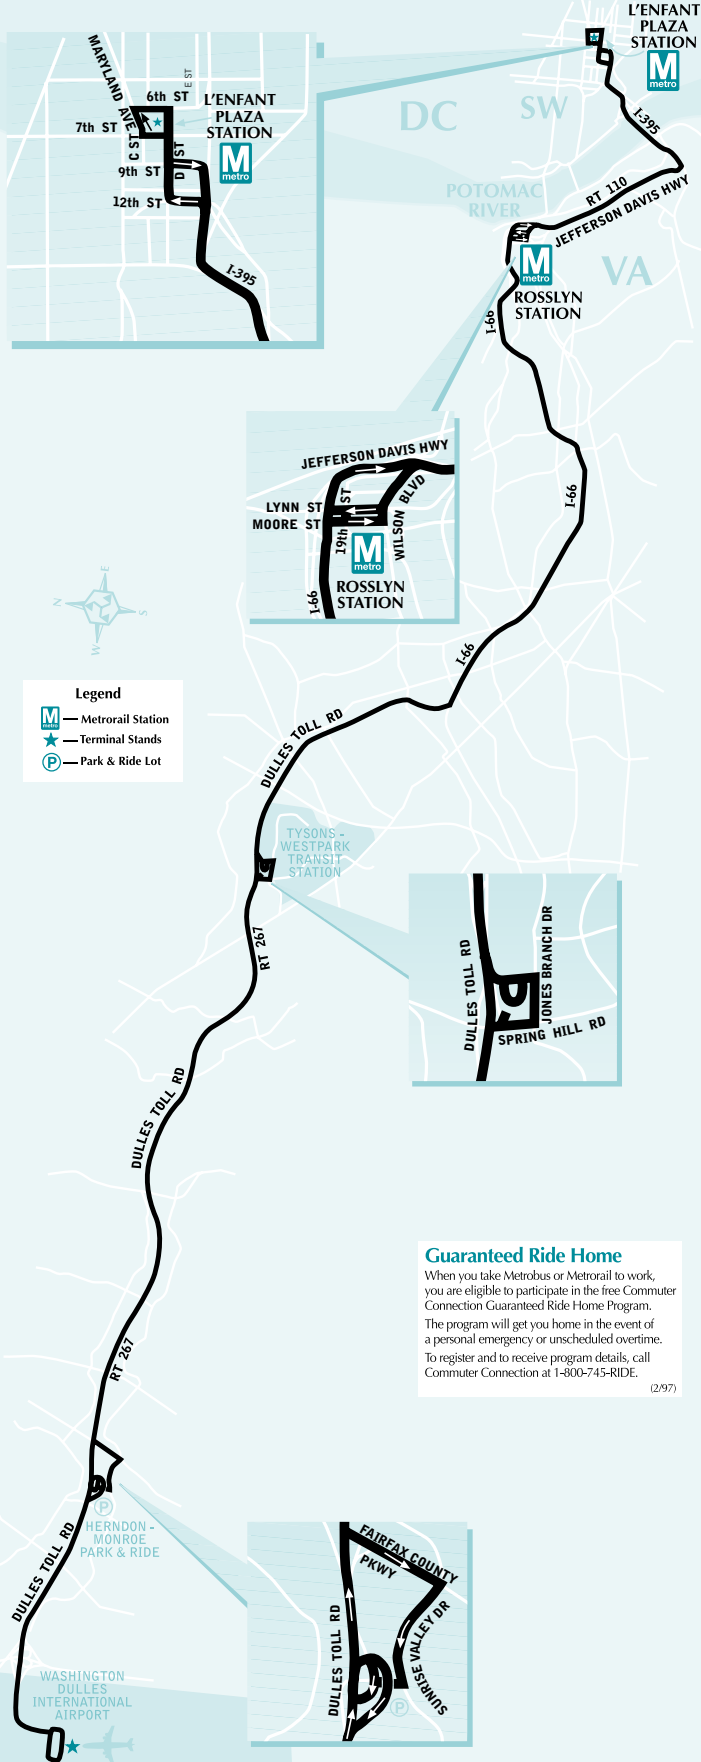 L'ENFANT
PLAZA
STATION
M
metro
MARYLAND AVE
E ST
6th ST
7th ST
C ST
D ST
9th ST
12th ST
I-395
L'ENFANT
PLAZA
STATION
M
metro
DC
SW
I-395
POTOMAC
RIVER
RT 110
JEFFERSON DAVIS HWY
VA
M
metro
ROSSLYN
STATION
I-66
I-66
JEFFERSON DAVIS HWY
LYNN ST
MOORE ST
19th ST
WILSON BLVD
M
metro
ROSSLYN
STATION
I-66
N
E
S
W
I-66
Legend
M
metro
Metrorail Station
Terminal Stands
P
Park & Ride Lot
DULLES TOLL RD
TYSONS -
WESTPARK
TRANSIT
STATION
RT 267
DULLES TOLL RD
JONES BRANCH DR
SPRING HILL RD
DULLES TOLL RD
Guaranteed Ride Home
When you take Metrobus or Metrorail to work,
you are eligible to participate in the free Commuter
Connection Guaranteed Ride Home Program.
The program will get you home in the event of
a personal emergency or unscheduled overtime.
To register and to receive program details, call
Commuter Connection at 1-800-745-RIDE.
(2/97)
RT 267
P
HERNDON -
MONROE
PARK & RIDE
DULLES TOLL RD
FAIRFAX COUNTY
PKWY
DULLES TOLL RD
SUNRISE VALLEY DR
P
WASHINGTON
DULLES
INTERNATIONAL
AIRPORT